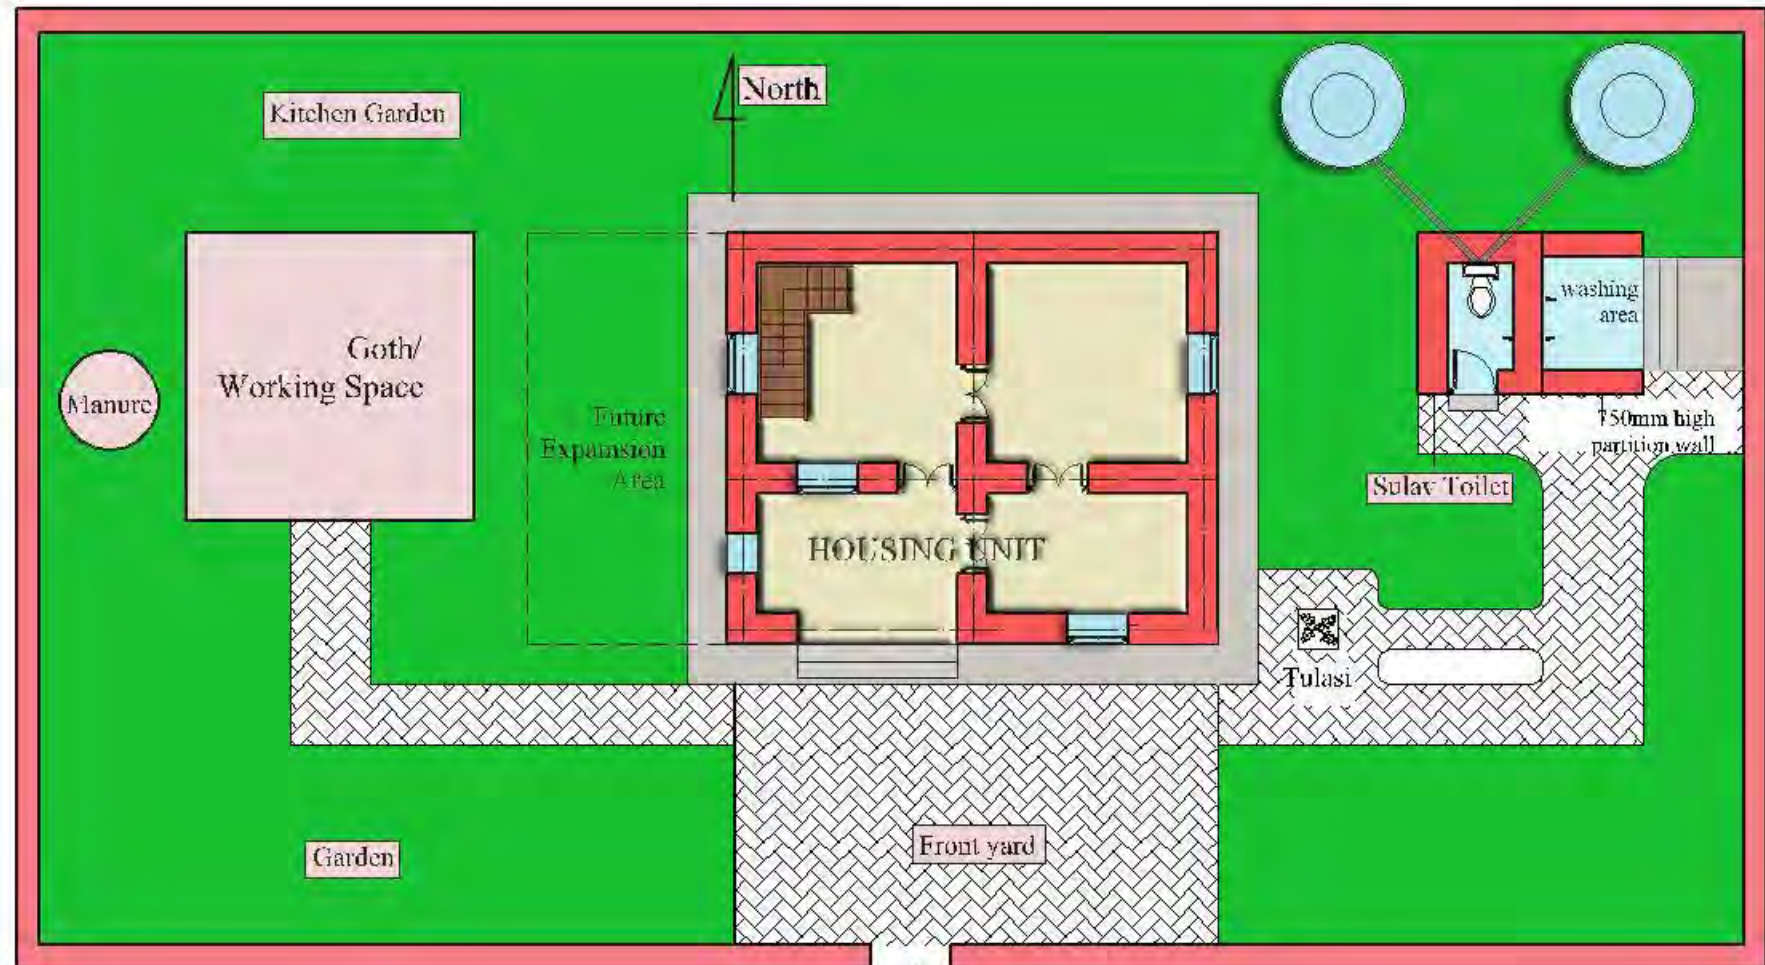 North
Kitchen Garden
Goth/
Working Space
Manure
Future
Expansion
Area
HOUSING UNIT
washing
area
750mm high
partition wall
Sulav Toilet
Tulasi
Front yard
Garden